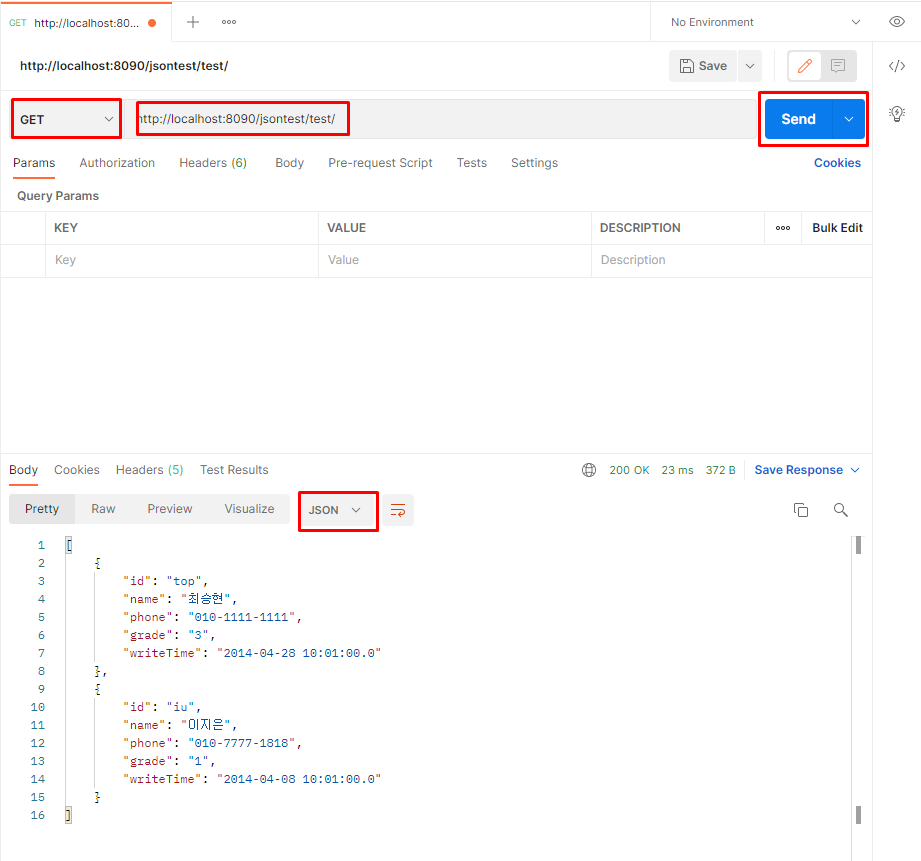 GET http://localhost:80...
No Environment
http://localhost:8090/jsontest/test/
Save
GET
http://localhost:8090/jsontest/test/
Send
Params Authorization Headers (6) Body Pre-request Script Tests Settings Cookies
Query Params
KEY VALUE DESCRIPTION Bulk Edit
Key Value Description
Body Cookies Headers (5) Test Results 200 OK 23 ms 372 B Save Response
Pretty Raw Preview Visualize JSON
1 [
2 {
3 "id": "top",
4 "name": "최승현",
5 "phone": "010-1111-1111",
6 "grade": "3",
7 "writeTime": "2014-04-28 10:01:00.0"
8 },
9 {
10 "id": "iu",
11 "name": "이지은",
12 "phone": "010-7777-1818",
13 "grade": "1",
14 "writeTime": "2014-04-08 10:01:00.0"
15 }
16 ]